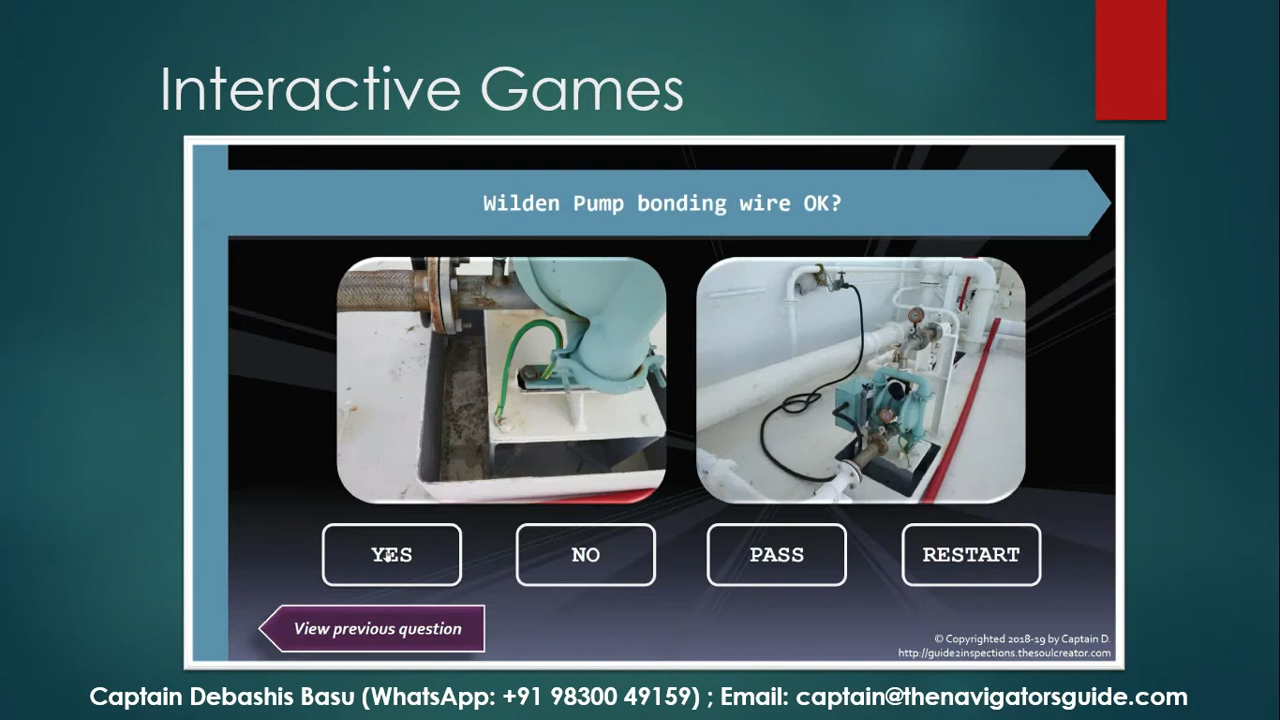 Interactive Games
Wilden Pump bonding wire OK?
YES
NO
PASS
RESTART
View previous question
© Copyrighted 2018-19 by Captain D.
http://guide2inspections.thesoulcreator.com
Captain Debashis Basu (WhatsApp: +91 98300 49159) ; Email: captain@thenavigatorsguide.com